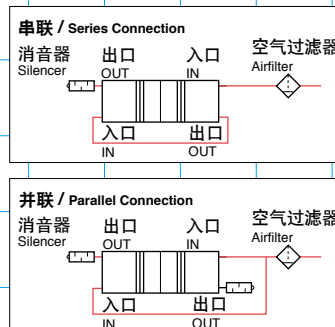 串联 / Series Connection
消音器 出口 入口 空气过滤器
Silencer OUT IN Airfilter
入口 出口
IN OUT
并联 / Parallel Connection
消音器 出口 入口 空气过滤器
Silencer OUT IN Airfilter
入口 出口
IN OUT